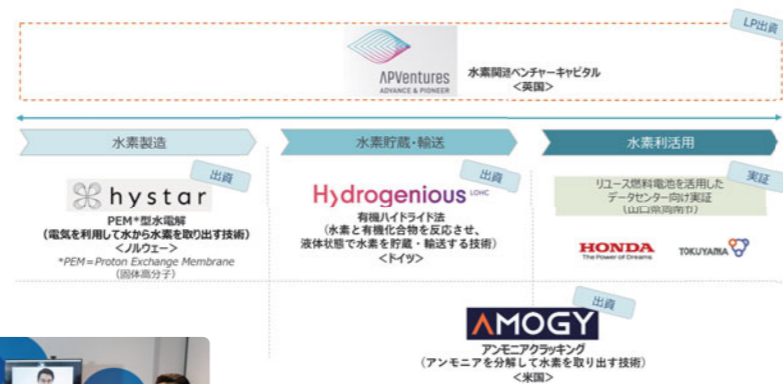 LP出資
APVentures
ADVANCE & PIONEER
水素関連ベンチャーキャピタル
<英国>
水素製造
水素貯蔵・輸送
水素利活用
出資
hystar
PEM*型水電解
(電気を利用して水から水素を取り出す技術)
<ノルウェー>
*PEM=Proton Exchange Membrane
(固体高分子)
出資
Hydrogenious LOHC
有機ハイドライド法
(水素と有機化合物を反応させ、
液体状態で水素を貯蔵・輸送する技術)
<ドイツ>
実証
リユース燃料電池を活用した
データセンター向け実証
(山口県周南市)
HONDA
The Power of Dreams
TOKUYAMA
出資
AMOGY
アンモニアクラッキング
(アンモニアを分解して水素を取り出す技術)
<米国>